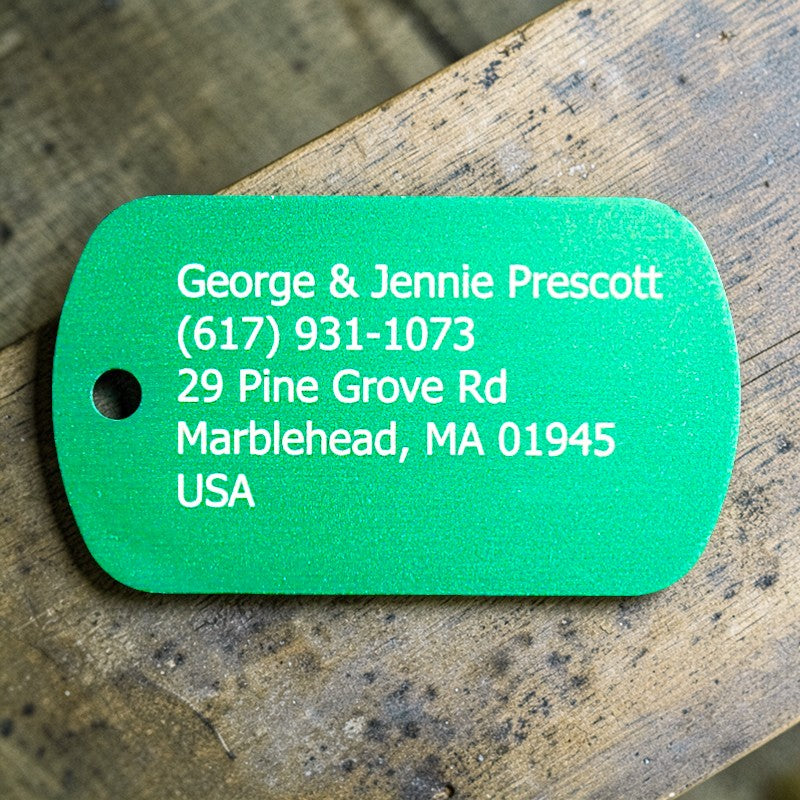 George & Jennie Prescott
(617) 931-1073
29 Pine Grove Rd
Marblehead, MA 01945
USA